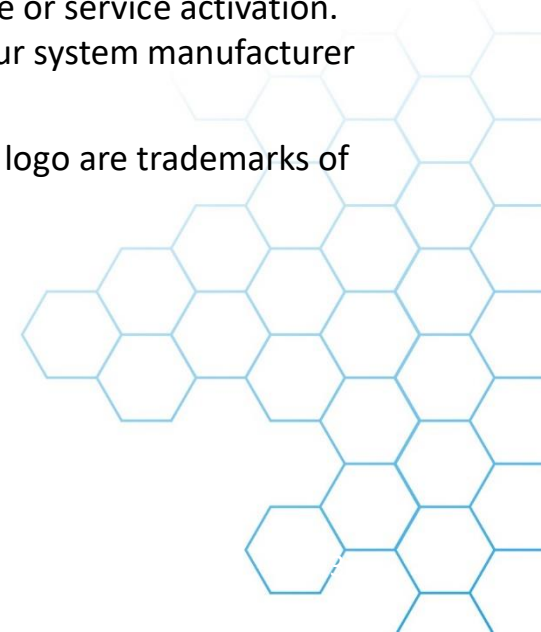 e or service activation.
ur system manufacturer
logo are trademarks of